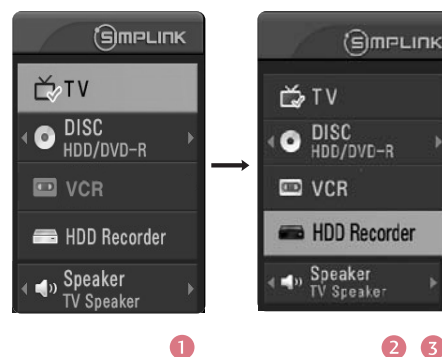 SIMPLINK
TV
DISC
HDD/DVD-R
VCR
HDD Recorder
Speaker
TV Speaker
1
SIMPLINK
TV
DISC
HDD/DVD-R
VCR
HDD Recorder
Speaker
TV Speaker
2 3